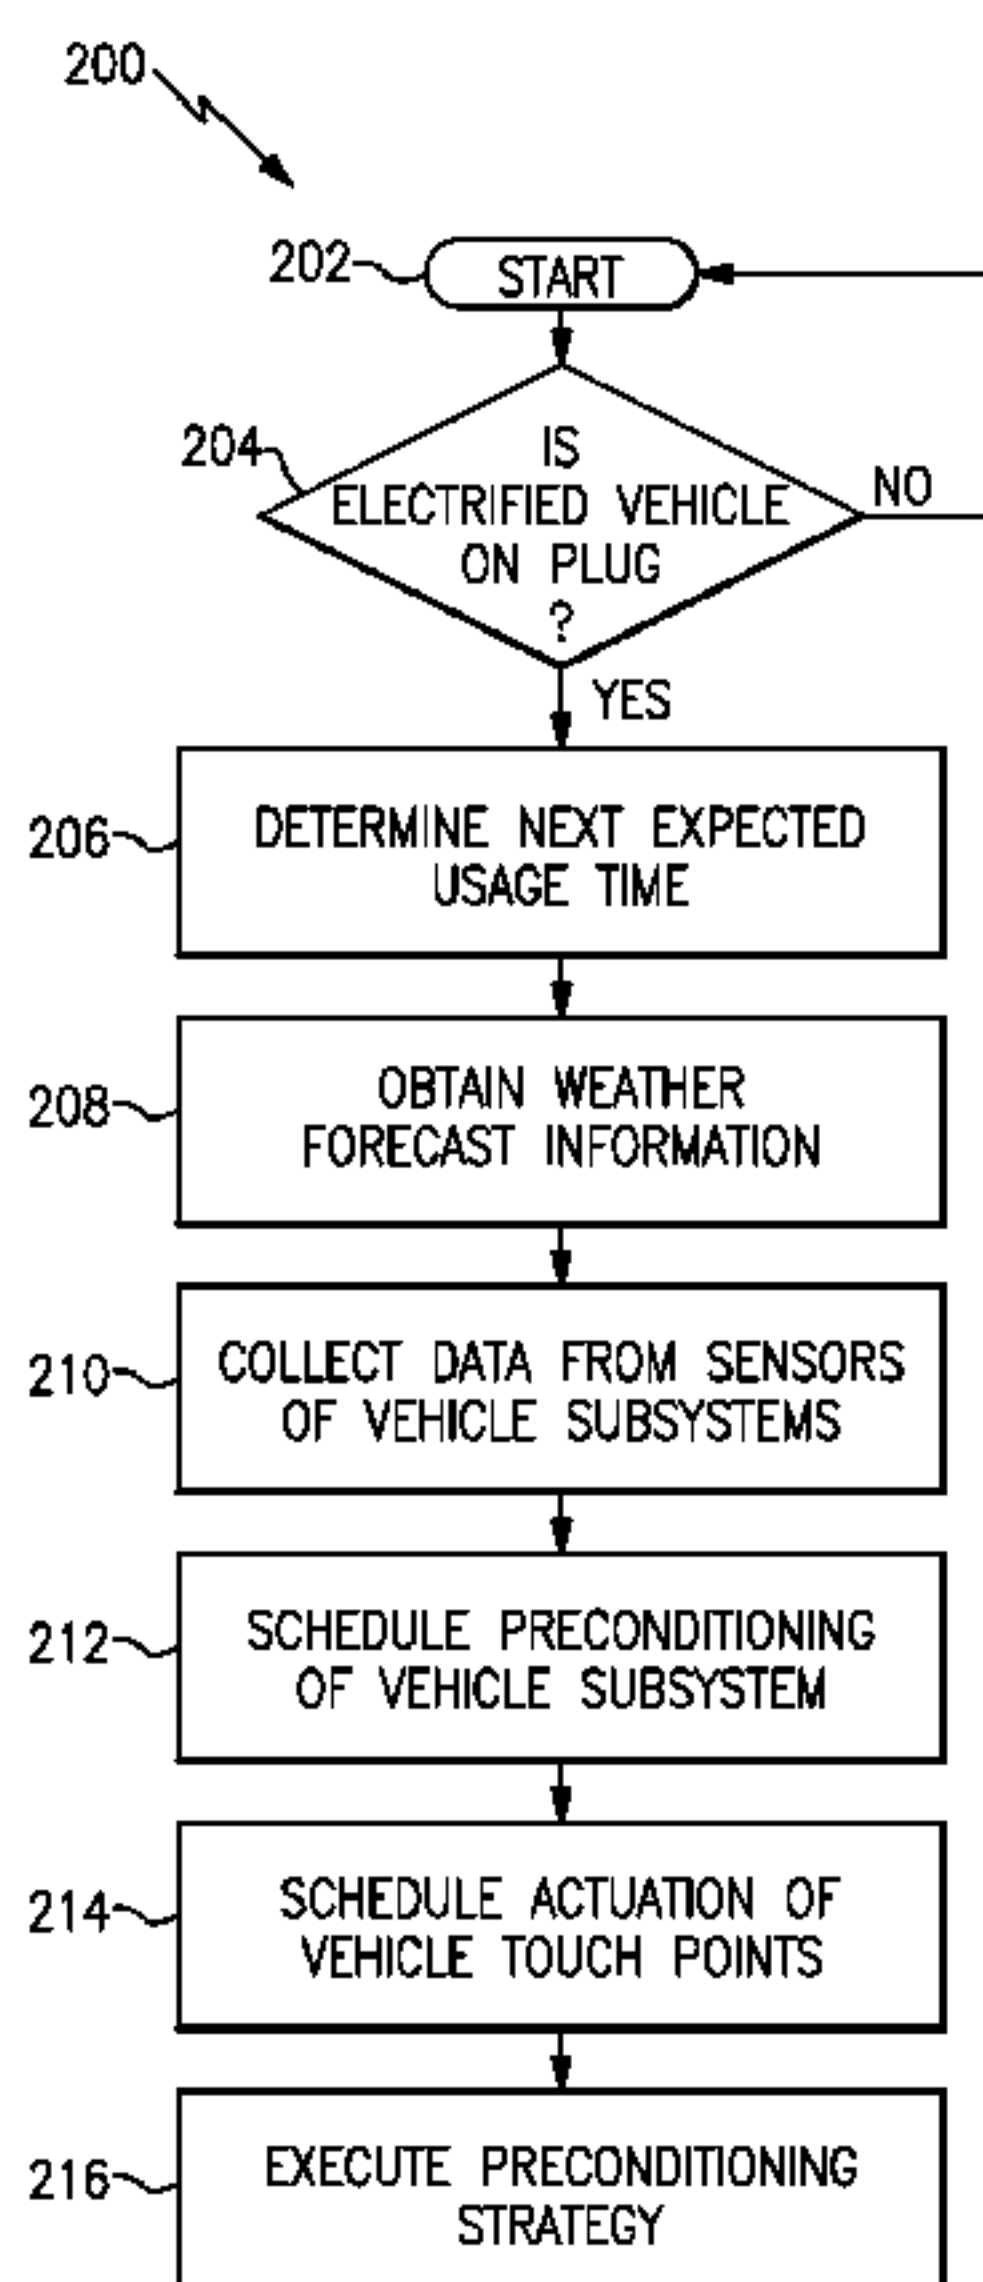 200
202
START
204
IS
ELECTRIFIED VEHICLE
ON PLUG
?
NO
YES
206
DETERMINE NEXT EXPECTED
USAGE TIME
208
OBTAIN WEATHER
FORECAST INFORMATION
210
COLLECT DATA FROM SENSORS
OF VEHICLE SUBSYSTEMS
212
SCHEDULE PRECONDITIONING
OF VEHICLE SUBSYSTEM
214
SCHEDULE ACTUATION OF
VEHICLE TOUCH POINTS
216
EXECUTE PRECONDITIONING
STRATEGY